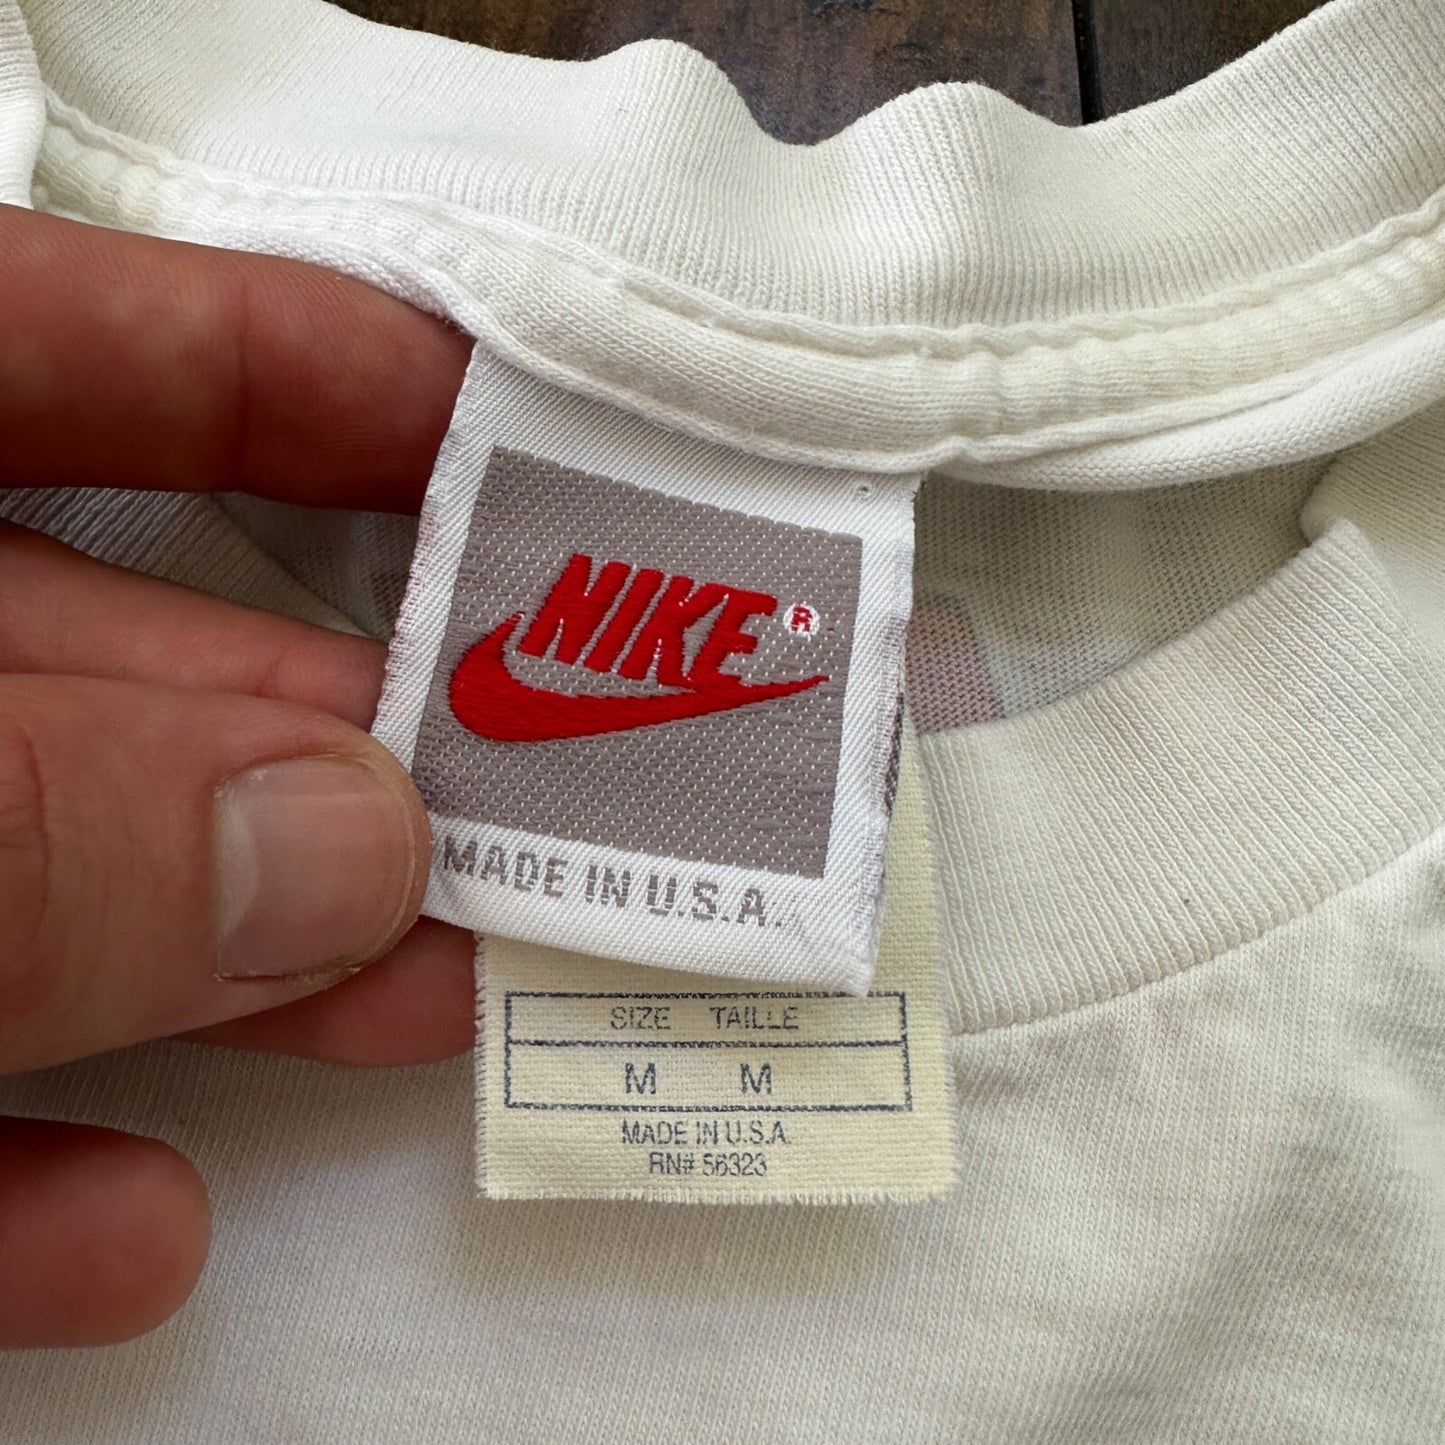 NIKE®
MADE IN U.S.A.
SIZE TAILLE
M M
MADE IN U.S.A.
RN# 56323